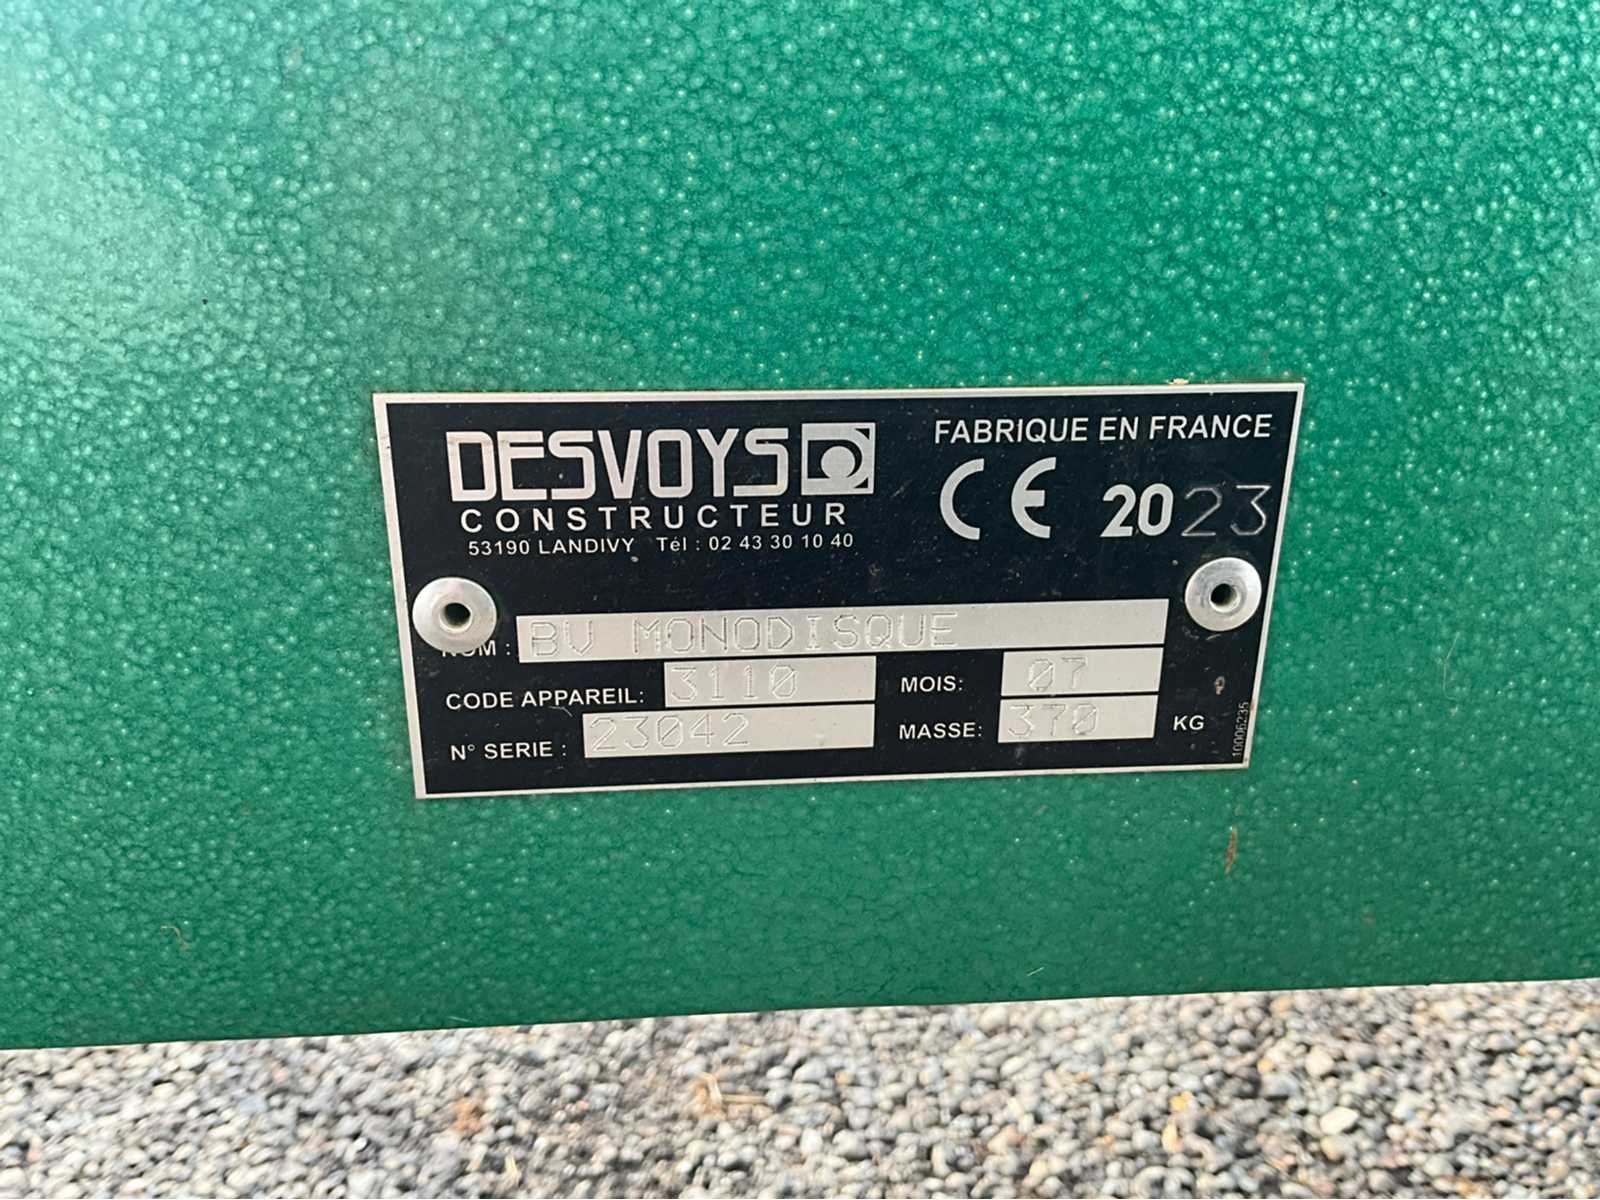 DESVOYS
CONSTRUCTEUR
53190 LANDIVY Tél : 02 43 30 10 40
FABRIQUE EN FRANCE
CE 2023
NOM : BV MONODISQUE
CODE APPAREIL: 3110
MOIS: 07
N° SERIE : 23042
MASSE: 370 KG
10006235